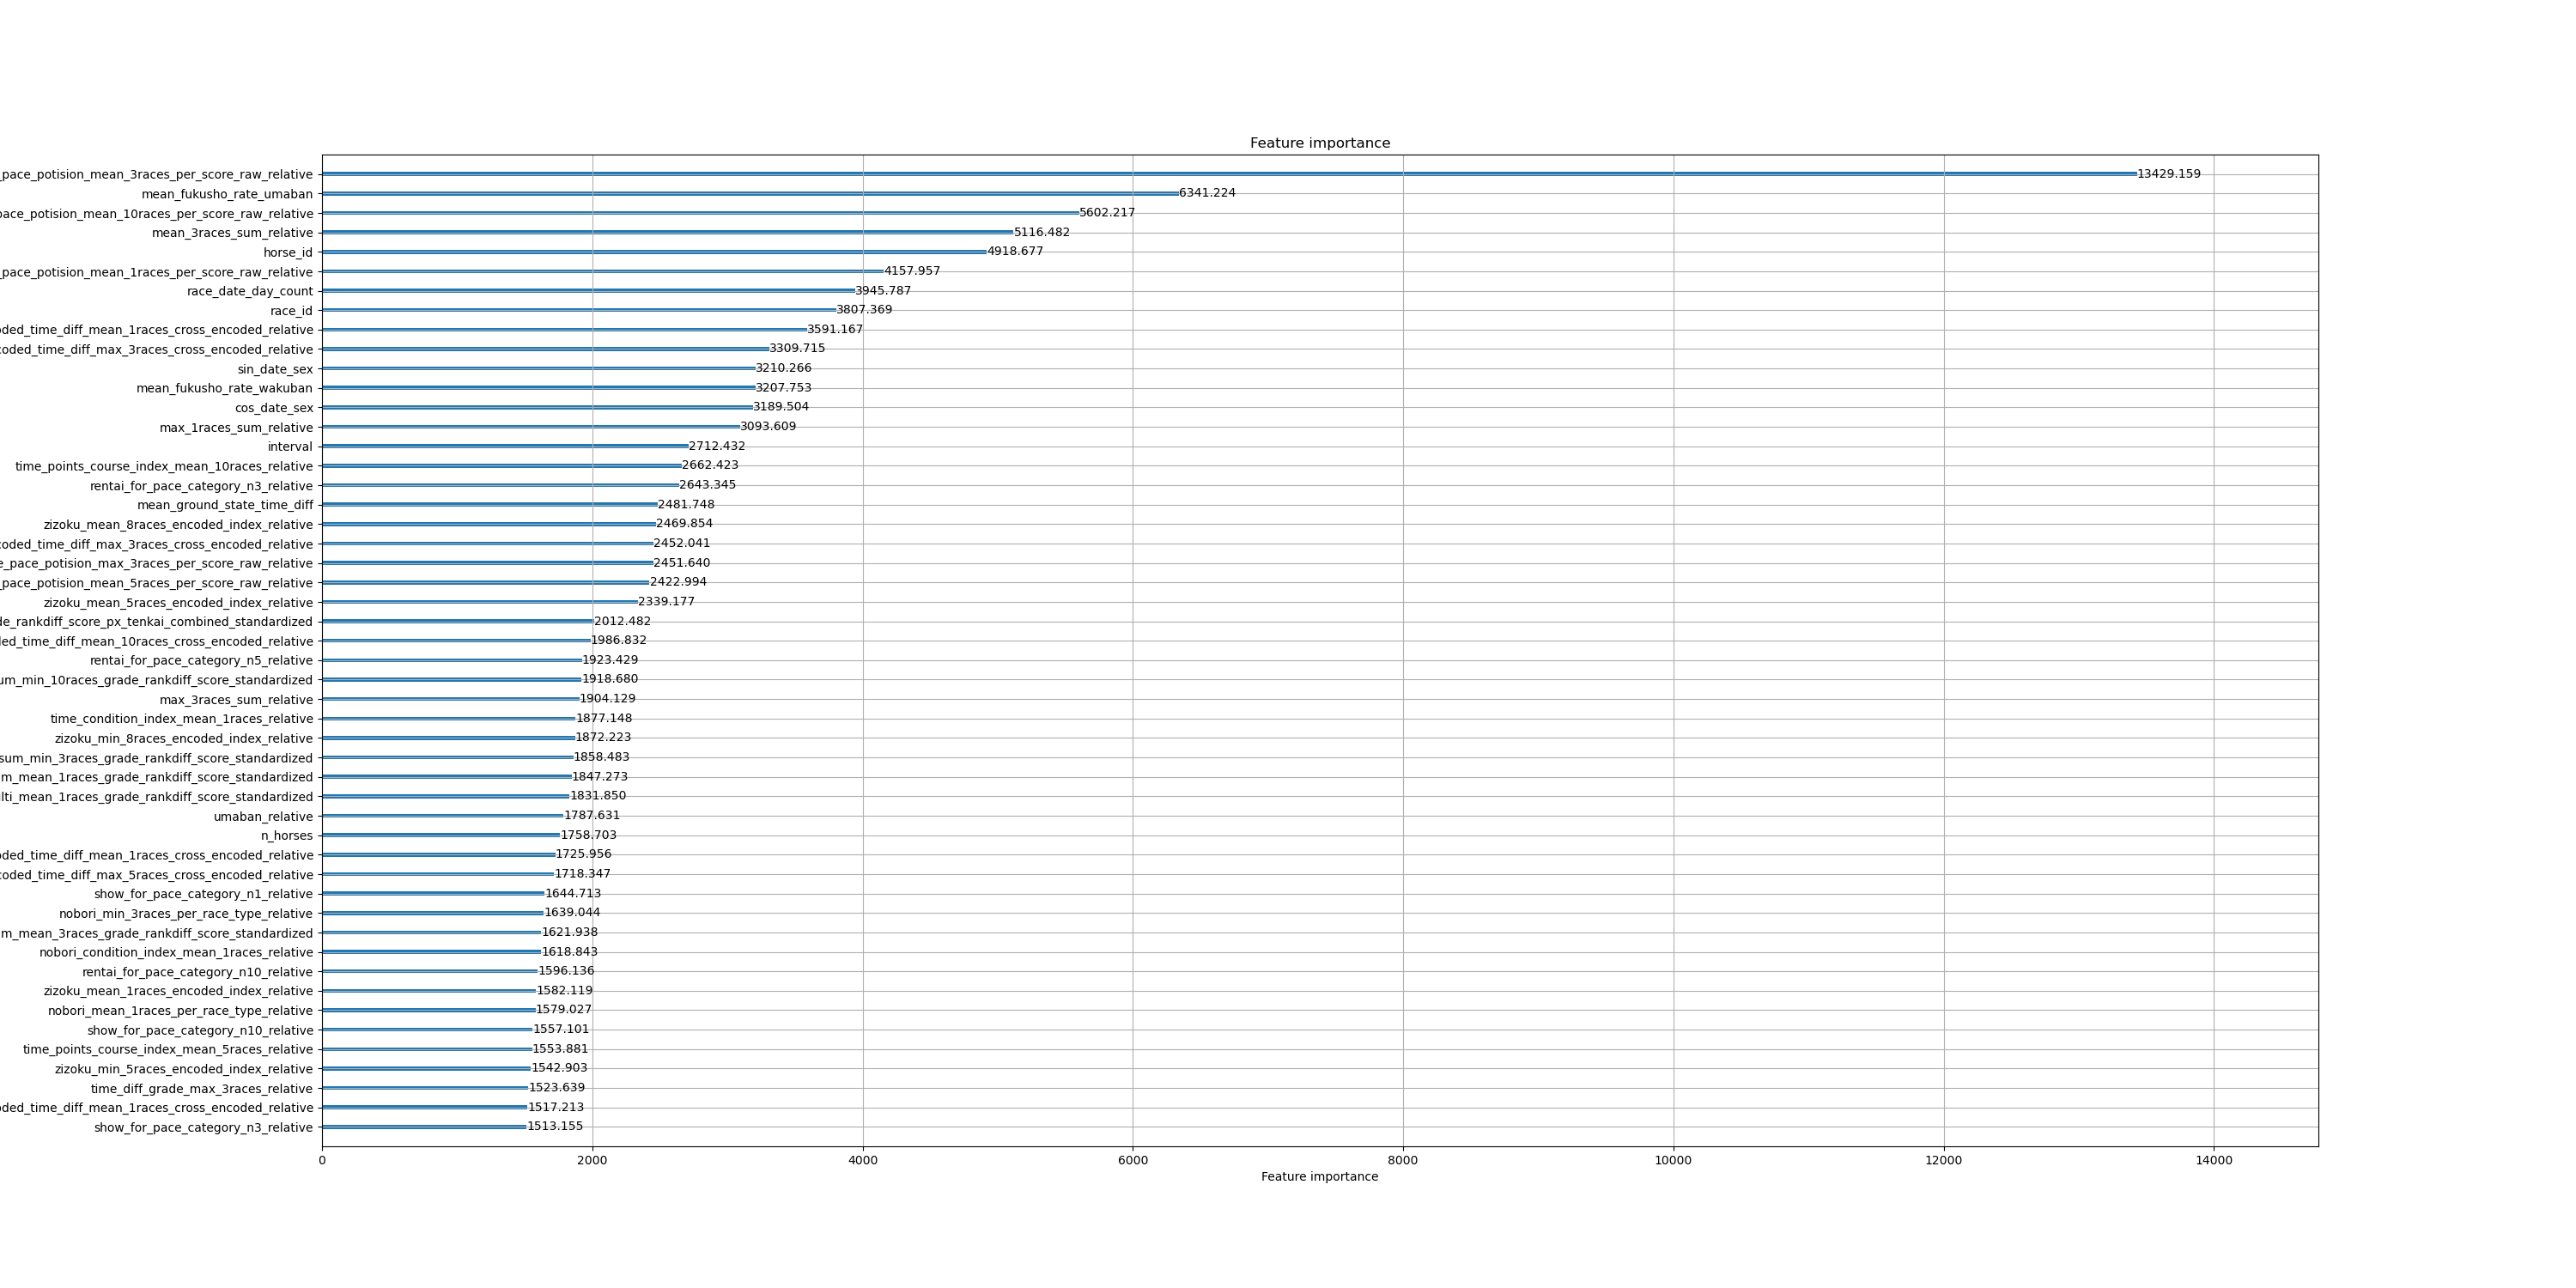 Feature importance
_pace_potision_mean_3races_per_score_raw_relative 13429.159
mean_fukusho_rate_umaban 6341.224
pace_potision_mean_10races_per_score_raw_relative 5602.217
mean_3races_sum_relative 5116.482
horse_id 4918.677
_pace_potision_mean_1races_per_score_raw_relative 4157.957
race_date_day_count 3945.787
race_id 3807.369
oded_time_diff_mean_1races_cross_encoded_relative 3591.167
coded_time_diff_max_3races_cross_encoded_relative 3309.715
sin_date_sex 3210.266
mean_fukusho_rate_wakuban 3207.753
cos_date_sex 3189.504
max_1races_sum_relative 3093.609
interval 2712.432
time_points_course_index_mean_10races_relative 2662.423
rentai_for_pace_category_n3_relative 2643.345
mean_ground_state_time_diff 2481.748
zizoku_mean_8races_encoded_index_relative 2469.854
coded_time_diff_max_3races_cross_encoded_relative 2452.041
e_pace_potision_max_3races_per_score_raw_relative 2451.640
_pace_potision_mean_5races_per_score_raw_relative 2422.994
zizoku_mean_5races_encoded_index_relative 2339.177
de_rankdiff_score_px_tenkai_combined_standardized 2012.482
led_time_diff_mean_10races_cross_encoded_relative 1986.832
rentai_for_pace_category_n5_relative 1923.429
um_min_10races_grade_rankdiff_score_standardized 1918.680
max_3races_sum_relative 1904.129
time_condition_index_mean_1races_relative 1877.148
zizoku_min_8races_encoded_index_relative 1872.223
sum_min_3races_grade_rankdiff_score_standardized 1858.483
m_mean_1races_grade_rankdiff_score_standardized 1847.273
lti_mean_1races_grade_rankdiff_score_standardized 1831.850
umaban_relative 1787.631
n_horses 1758.703
oded_time_diff_mean_1races_cross_encoded_relative 1725.956
coded_time_diff_max_5races_cross_encoded_relative 1718.347
show_for_pace_category_n1_relative 1644.713
nobori_min_3races_per_race_type_relative 1639.044
m_mean_3races_grade_rankdiff_score_standardized 1621.938
nobori_condition_index_mean_1races_relative 1618.843
rentai_for_pace_category_n10_relative 1596.136
zizoku_mean_1races_encoded_index_relative 1582.119
nobori_mean_1races_per_race_type_relative 1579.027
show_for_pace_category_n10_relative 1557.101
time_points_course_index_mean_5races_relative 1553.881
zizoku_min_5races_encoded_index_relative 1542.903
time_diff_grade_max_3races_relative 1523.639
oded_time_diff_mean_1races_cross_encoded_relative 1517.213
show_for_pace_category_n3_relative 1513.155
0 2000 4000 6000 8000 10000 12000 14000
Feature importance